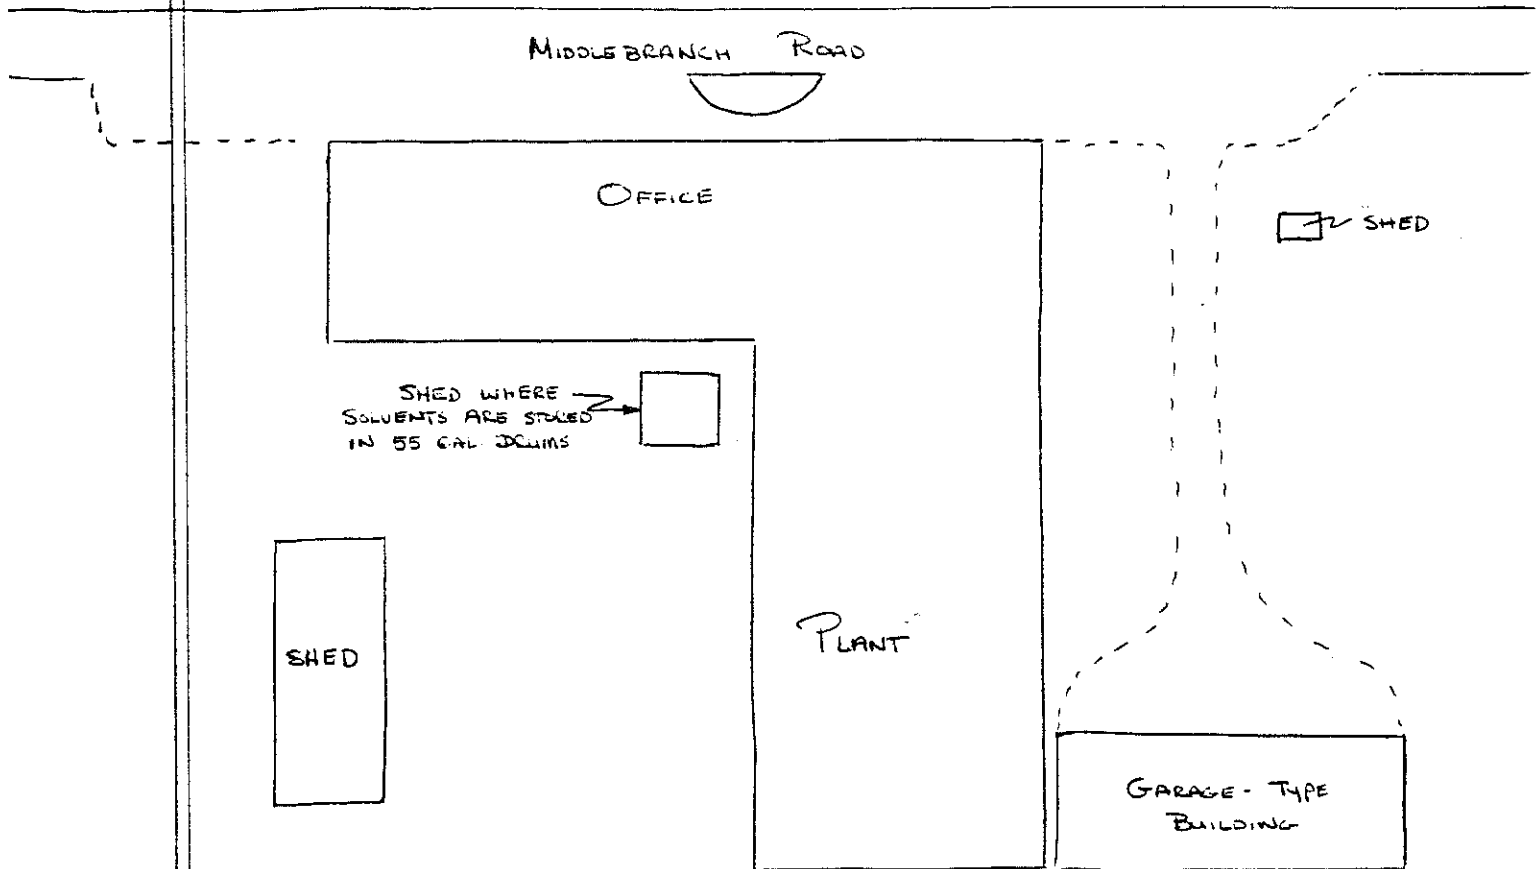 MIDDLEBRANCH ROAD
OFFICE
SHED
SHED WHERE
SOLVENTS ARE STORED
IN 55 GAL DRUMS
SHED
PLANT
GARAGE-TYPE
BUILDING